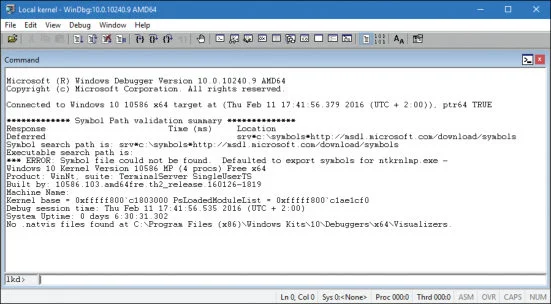 Local kernel - WinDbg:10.0.10240.9 AMD64
File Edit View Debug Window Help
Command
Microsoft (R) Windows Debugger Version 10.0.10240.9 AMD64
Copyright (c) Microsoft Corporation. All rights reserved.
Connected to Windows 10 10586 x64 target at (Thu Feb 11 17:41:56.379 2016 (UTC + 2:00)), ptr64 TRUE
************* Symbol Path validation summary **************
Response Time (ms) Location
Deferred srv*c:\symbols*http://msdl.microsoft.com/download/symbols
Symbol search path is: srv*c:\symbols*http://msdl.microsoft.com/download/symbols
Executable search path is:
*** ERROR: Symbol file could not be found. Defaulted to export symbols for ntkrnlmp.exe -
Windows 10 Kernel Version 10586 MP (4 procs) Free x64
Product: WinNt, suite: TerminalServer SingleUserTS
Built by: 10586.103.amd64fre.th2_release.160126-1819
Machine Name:
Kernel base = 0xfffff800`c1803000 PsLoadedModuleList = 0xfffff800`c1ae1cf0
Debug session time: Thu Feb 11 17:41:56.535 2016 (UTC + 2:00)
System Uptime: 0 days 6:30:31.302
No .natvis files found at C:\Program Files (x86)\Windows Kits\10\Debuggers\x64\Visualizers.
lkd>
Ln 0, Col 0 Sys 0:<None> Proc 000:0 Thrd 000:0 ASM OVR CAPS NUM